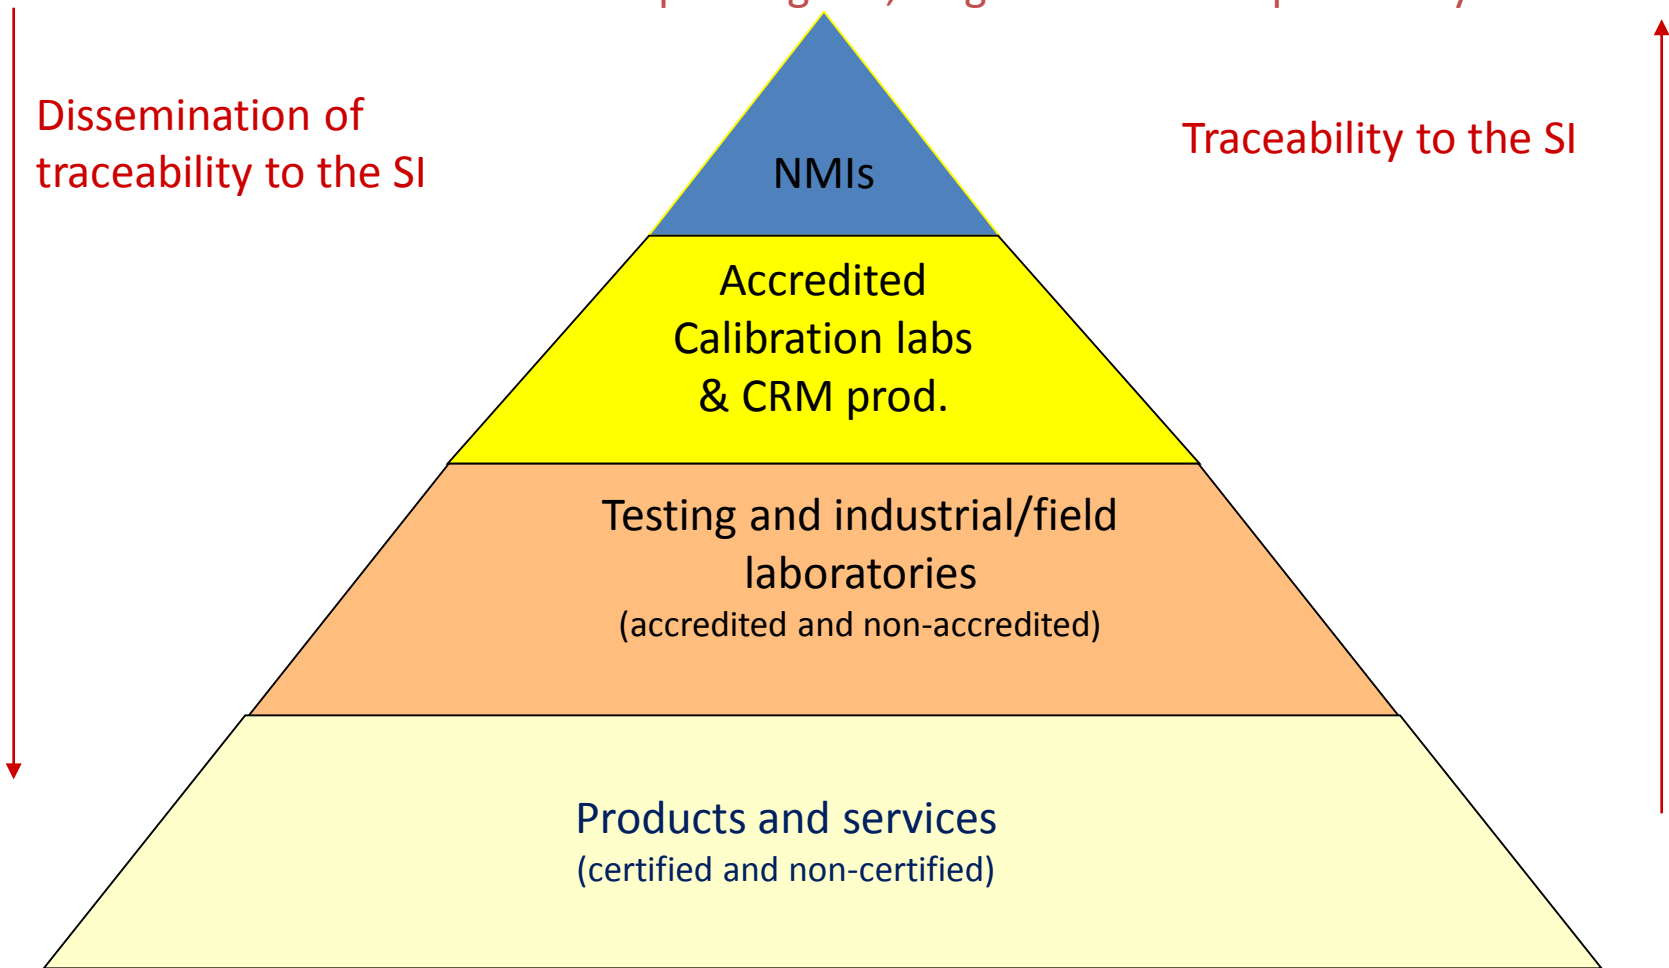 Dissemination of
traceability to the SI
Traceability to the SI
NMIs
Accredited
Calibration labs
& CRM prod.
Testing and industrial/field
laboratories
(accredited and non-accredited)
Products and services
(certified and non-certified)